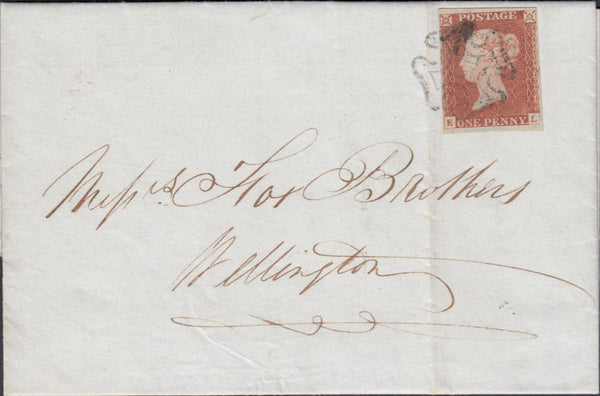 POSTAGE
ONE PENNY
E L
Messrs. Fox Brothers
Wellington